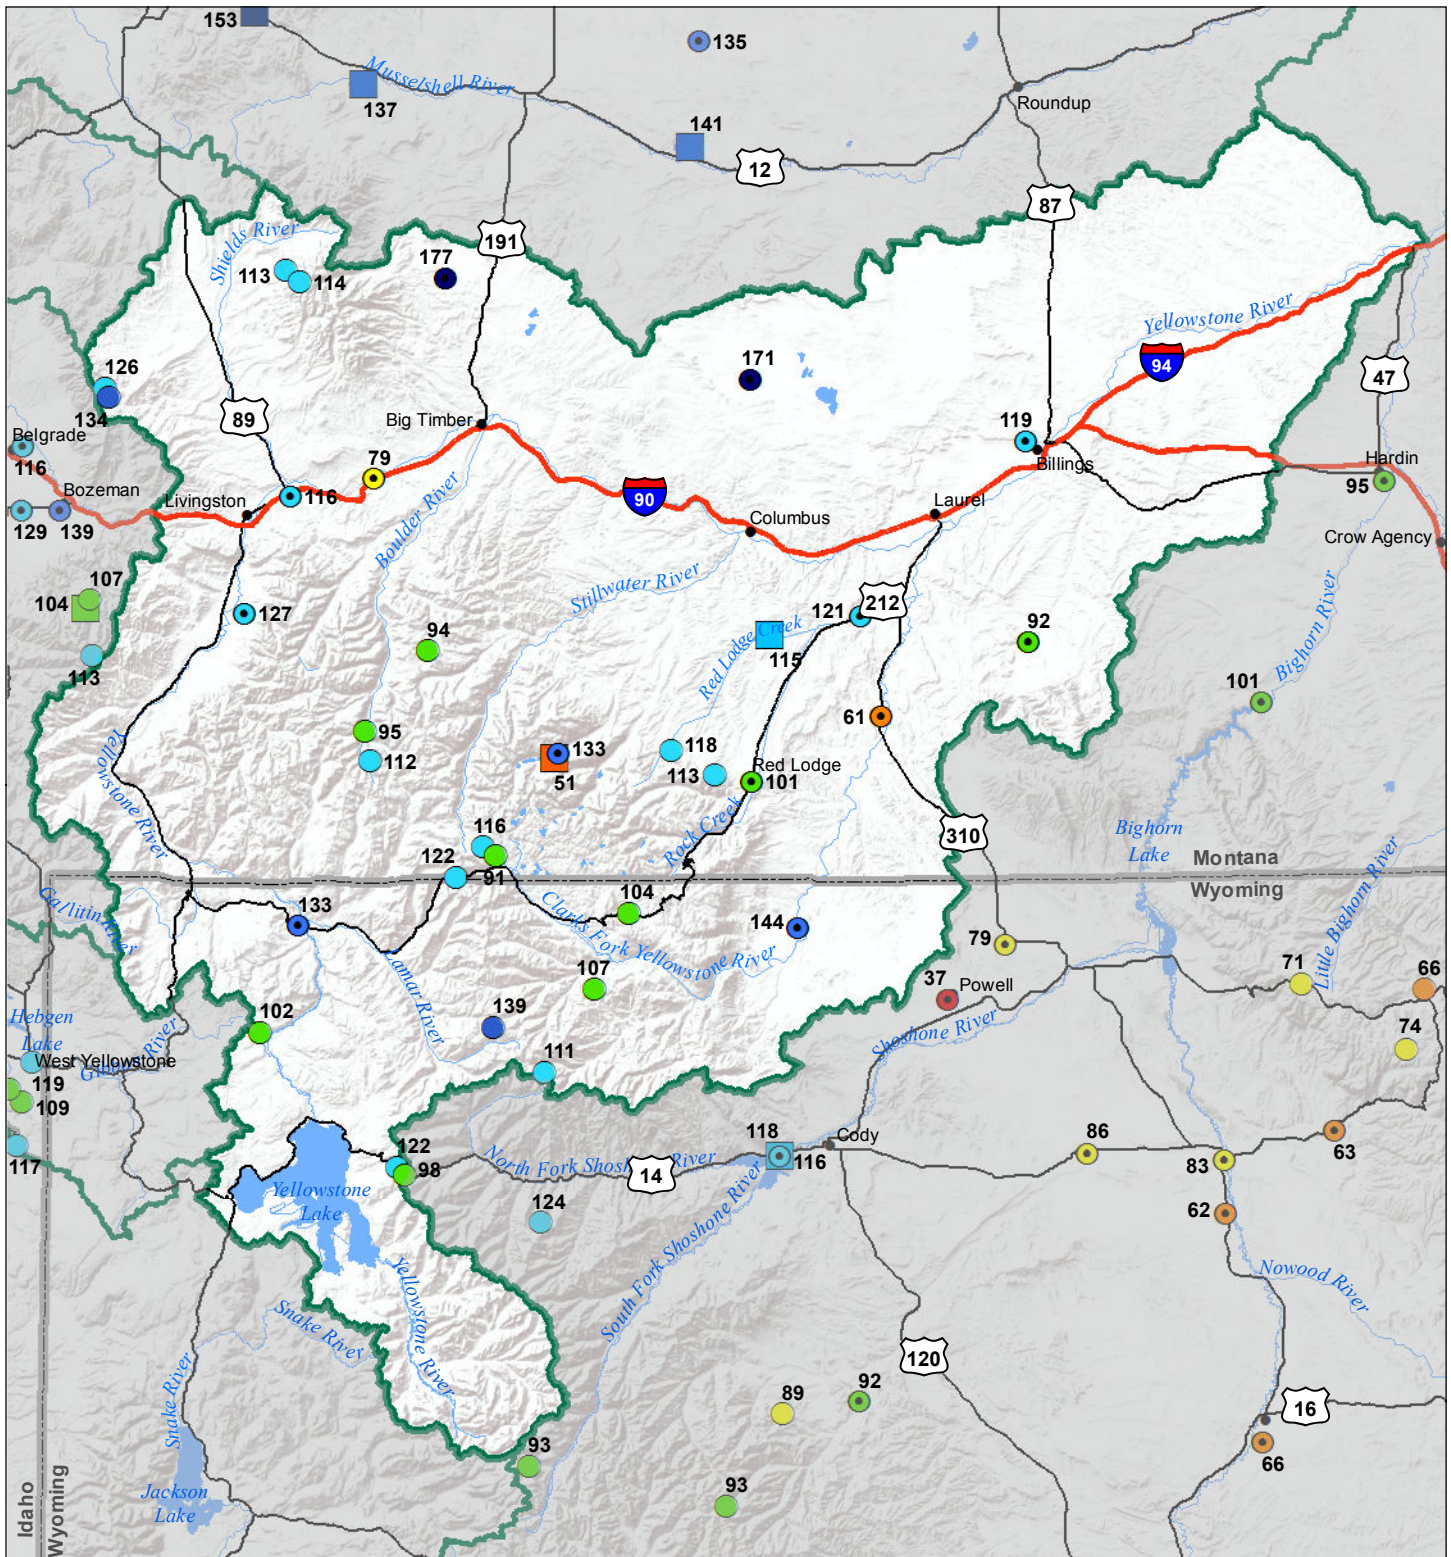 153
135
Musselshell River
137
Roundup
141
12
87
191
Shields River
177
113
114
Yellowstone River
126
171
94
134
47
89
Big Timber
Belgrade
119
116
79
Billings
Hardin
Bozeman
Livingston
116
90
95
129
139
Boulder River
Laurel
Columbus
Crow Agency
107
104
Stillwater River
212
127
121
92
Red Lodge Creek
115
Bighorn River
94
113
Red Lodge Creek
101
61
95
118
133
112
51
113
Red Lodge
101
Yellowstone River
Rock Creek
116
310
Bighorn
Lake
122
91
Montana
Wyoming
Little Bighorn River
Gallitin River
104
133
Clarks Fork Yellowstone River
144
79
Lamar River
107
71
66
37
Powell
139
102
Hebgen
Lake
Shoshone River
74
West Yellowstone
111
119
109
118
Cody
63
117
122
98
North Fork Shoshone River
116
86
83
14
Yellowstone
Lake
124
62
South Fork Shoshone River
Yellowstone River
Nowood River
Snake River
120
Snake River
89
92
16
93
66
93
Jackson
Lake
Idaho
Wyoming